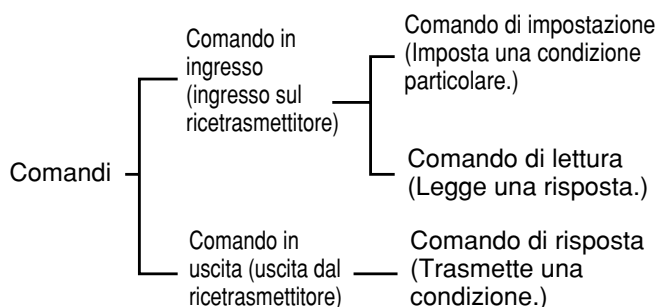 Comandi
Comando in
ingresso
(ingresso sul
ricetrasmettitore)
Comando di impostazione
(Imposta una condizione
particolare.)
Comando di lettura
(Legge una risposta.)
Comando in
uscita (uscita dal
ricetrasmettitore)
Comando di risposta
(Trasmette una
condizione.)